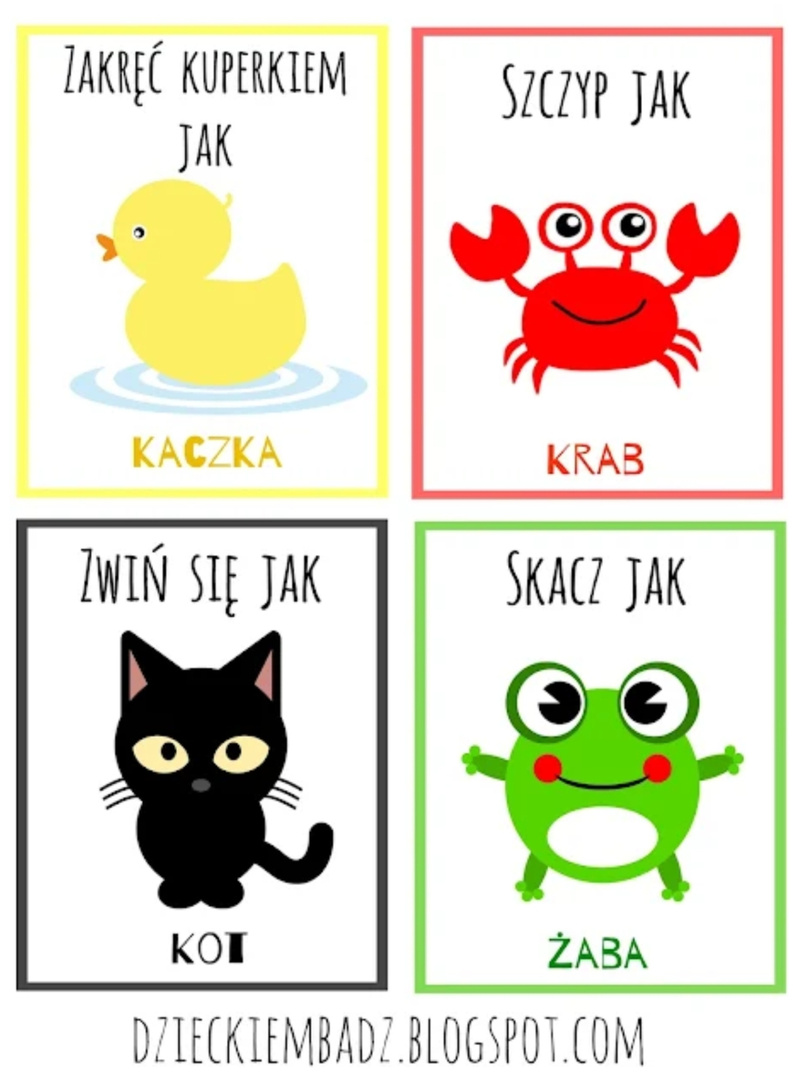 ZAKRĘĆ KUPERKIEM
JAK
KACZKA
SZCZYP JAK
KRAB
ZWIŃ SIĘ JAK
KOT
SKACZ JAK
ŻABA
DZIECKIEMBADZ.BLOGSPOT.COM